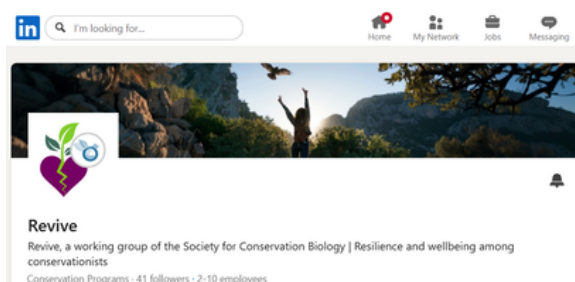 in
I'm looking for...
Home
My Network
Jobs
Messaging
Revive
Revive, a working group of the Society for Conservation Biology | Resilience and wellbeing among
conservationists
Conservation Programs · 41 followers · 2-10 employees